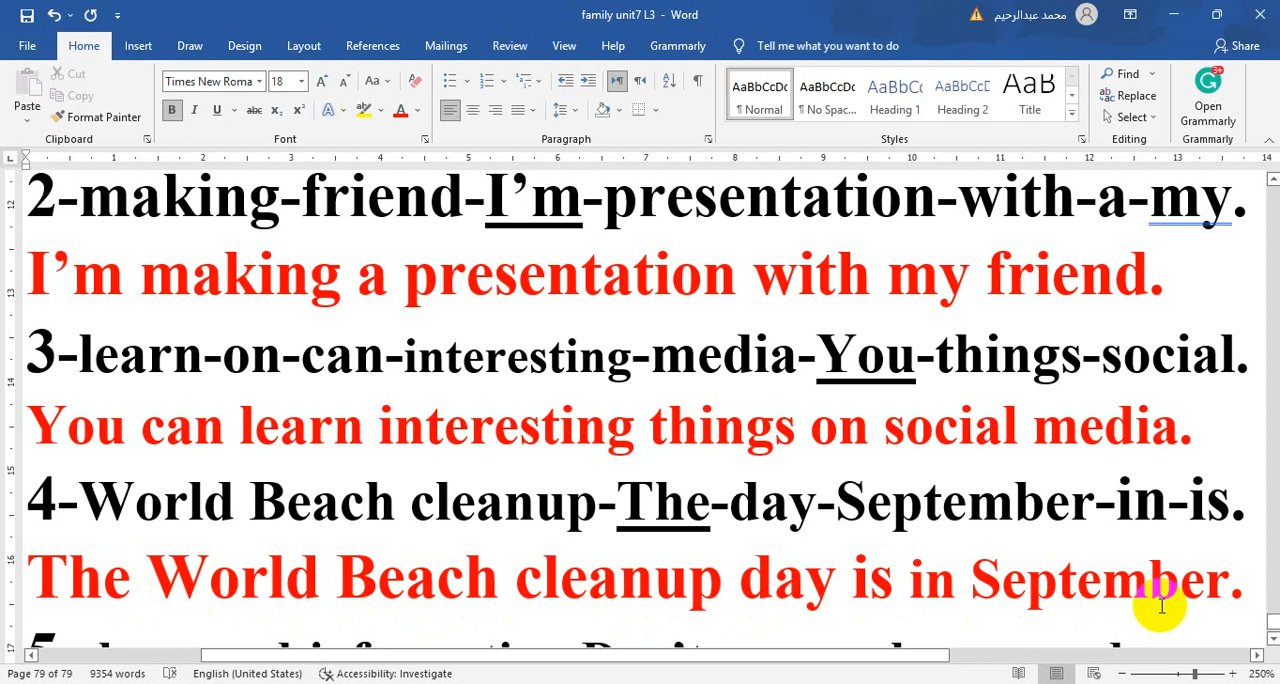 family unit7 L3 - Word
محمد عبدالرحيم
File Home Insert Draw Design Layout References Mailings Review View Help Grammarly Tell me what you want to do Share
Paste
Cut
Copy
Format Painter
Clipboard
Times New Roma 18
Font
Paragraph
AaBbCcDc AaBbCcDc AaBbCc AaBbCcD AaB
¶ Normal ¶ No Spac... Heading 1 Heading 2 Title
Styles
Find
Replace
Select
Editing
Open
Grammarly
Grammarly
2-making-friend-I’m-presentation-with-a-my.
I’m making a presentation with my friend.
3-learn-on-can-interesting-media-You-things-social.
You can learn interesting things on social media.
4-World Beach cleanup-The-day-September-in-is.
The World Beach cleanup day is in September.
Page 79 of 79 9354 words English (United States) Accessibility: Investigate 250%